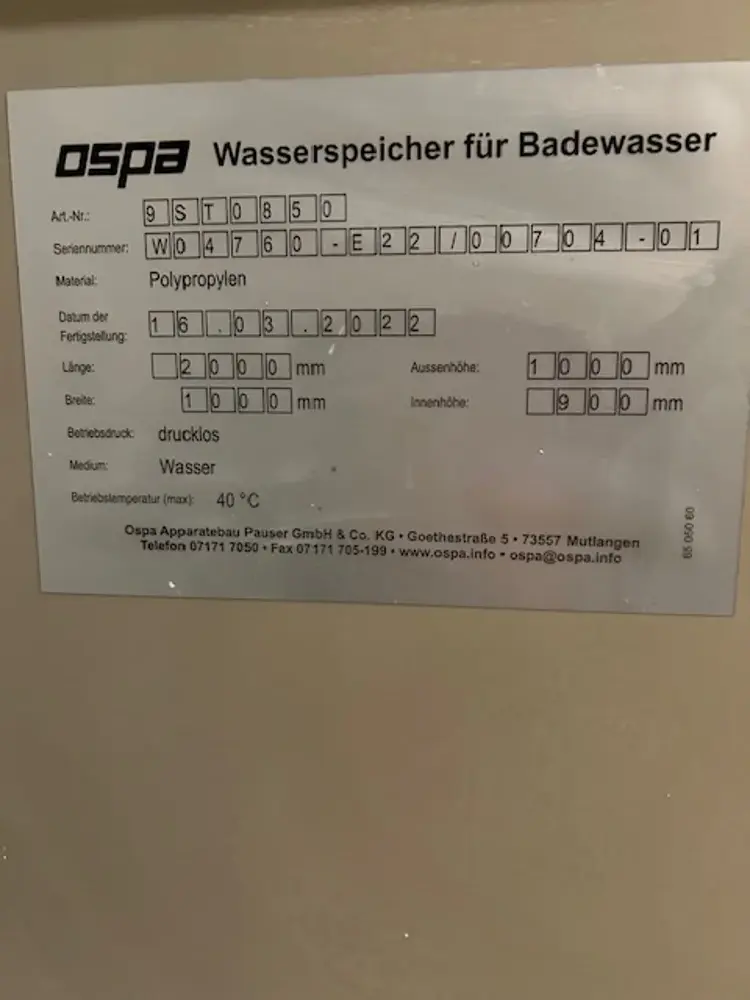 ospa Wasserspeicher für Badewasser
Art.-Nr.: 9ST0850
Seriennummer: W04760-E22/00704-01
Material: Polypropylen
Datum der
Fertigstellung: 16.03.2022
Länge: 2000 mm Aussenhöhe: 1000 mm
Breite: 1000 mm Innenhöhe: 900 mm
Betriebsdruck: drucklos
Medium: Wasser
Betriebstemperatur (max): 40 °C
Ospa Apparatebau Pauser GmbH & Co. KG • Goethestraße 5 • 73557 Mutlangen
Telefon 07171 7050 • Fax 07171 705-199 • www.ospa.info • ospa@ospa.info
65 050 60